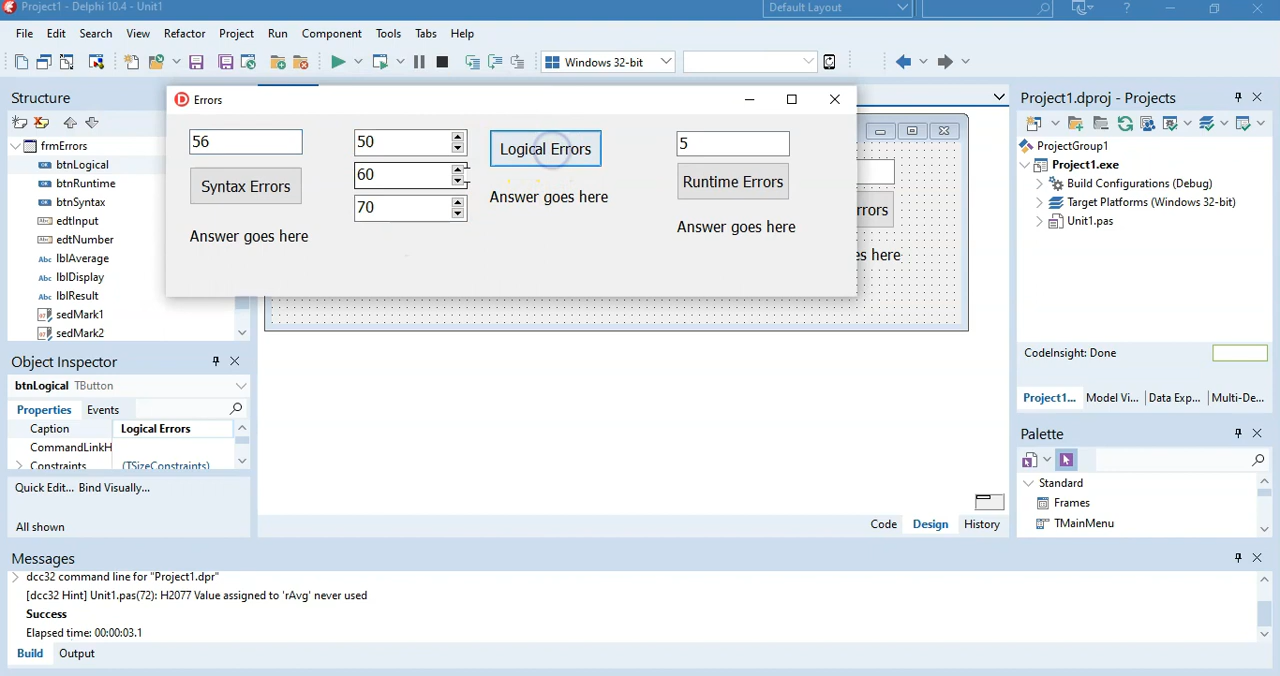 Project1 - Delphi 10.4 - Unit1
Default Layout
?
File Edit Search View Refactor Project Run Component Tools Tabs Help
Windows 32-bit
Structure
frmErrors
btnLogical
btnRuntime
btnSyntax
edtInput
edtNumber
Abc lblAverage
Abc lblDisplay
Abc lblResult
sedMark1
sedMark2
Errors
56
Syntax Errors
Answer goes here
50
60
70
Logical Errors
Answer goes here
5
Runtime Errors
Answer goes here
rrors
es here
Project1.dproj - Projects
ProjectGroup1
Project1.exe
Build Configurations (Debug)
Target Platforms (Windows 32-bit)
Unit1.pas
CodeInsight: Done
Project1... Model Vi... Data Exp... Multi-De...
Object Inspector
btnLogical TButton
Properties Events
Caption Logical Errors
CommandLinkH
Constraints (TSizeConstraints)
Quick Edit... Bind Visually...
All shown
Code Design History
Palette
Standard
Frames
TMainMenu
Messages
dcc32 command line for "Project1.dpr"
[dcc32 Hint] Unit1.pas(72): H2077 Value assigned to 'rAvg' never used
Success
Elapsed time: 00:00:03.1
Build Output